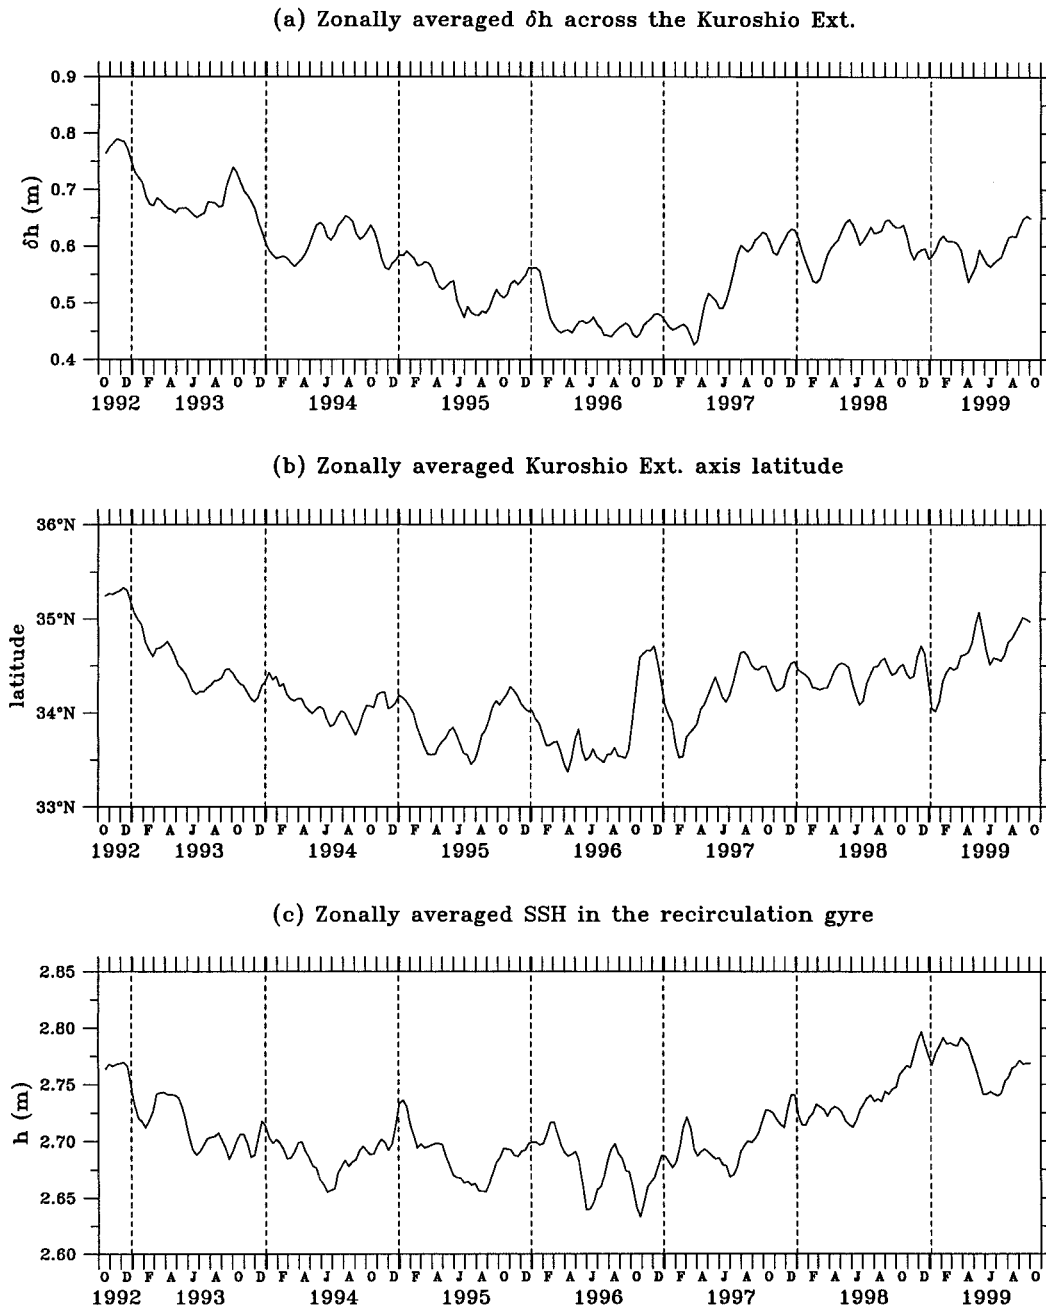 (a) Zonally averaged δh across the Kuroshio Ext.
0.9
0.8
0.7
0.6
0.5
0.4
δh (m)
O D F A J A O D F A J A O D F A J A O D F A J A O D F A J A O D F A J A O D F A J A O
1992 1993 1994 1995 1996 1997 1998 1999
(b) Zonally averaged Kuroshio Ext. axis latitude
36°N
35°N
34°N
33°N
latitude
O D F A J A O D F A J A O D F A J A O D F A J A O D F A J A O D F A J A O D F A J A O
1992 1993 1994 1995 1996 1997 1998 1999
(c) Zonally averaged SSH in the recirculation gyre
2.85
2.80
2.75
2.70
2.65
2.60
h (m)
O D F A J A O D F A J A O D F A J A O D F A J A O D F A J A O D F A J A O D F A J A O
1992 1993 1994 1995 1996 1997 1998 1999